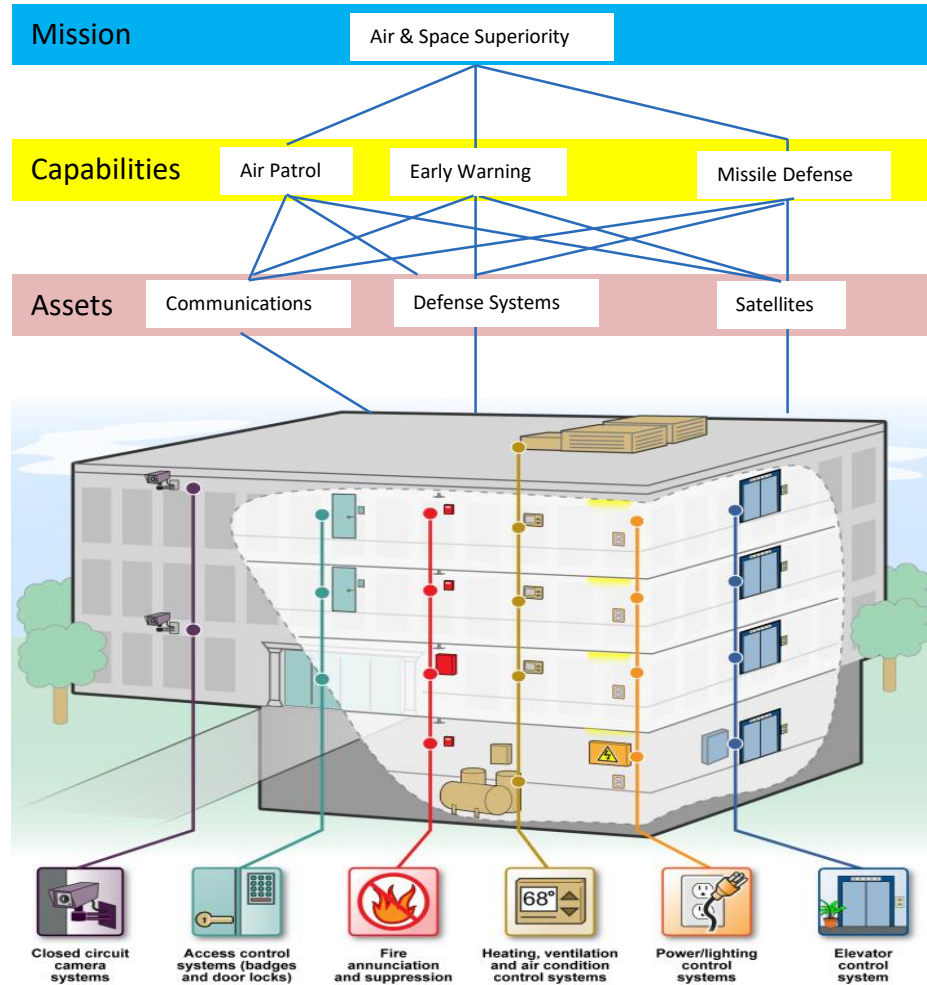 Mission
Air & Space Superiority
Capabilities
Air Patrol
Early Warning
Missile Defense
Assets
Communications
Defense Systems
Satellites
68°
Closed circuit
camera
systems
Access control
systems (badges
and door locks)
Fire
annunciation
and suppression
Heating, ventilation
and air condition
control systems
Power/lighting
control
systems
Elevator
control
system